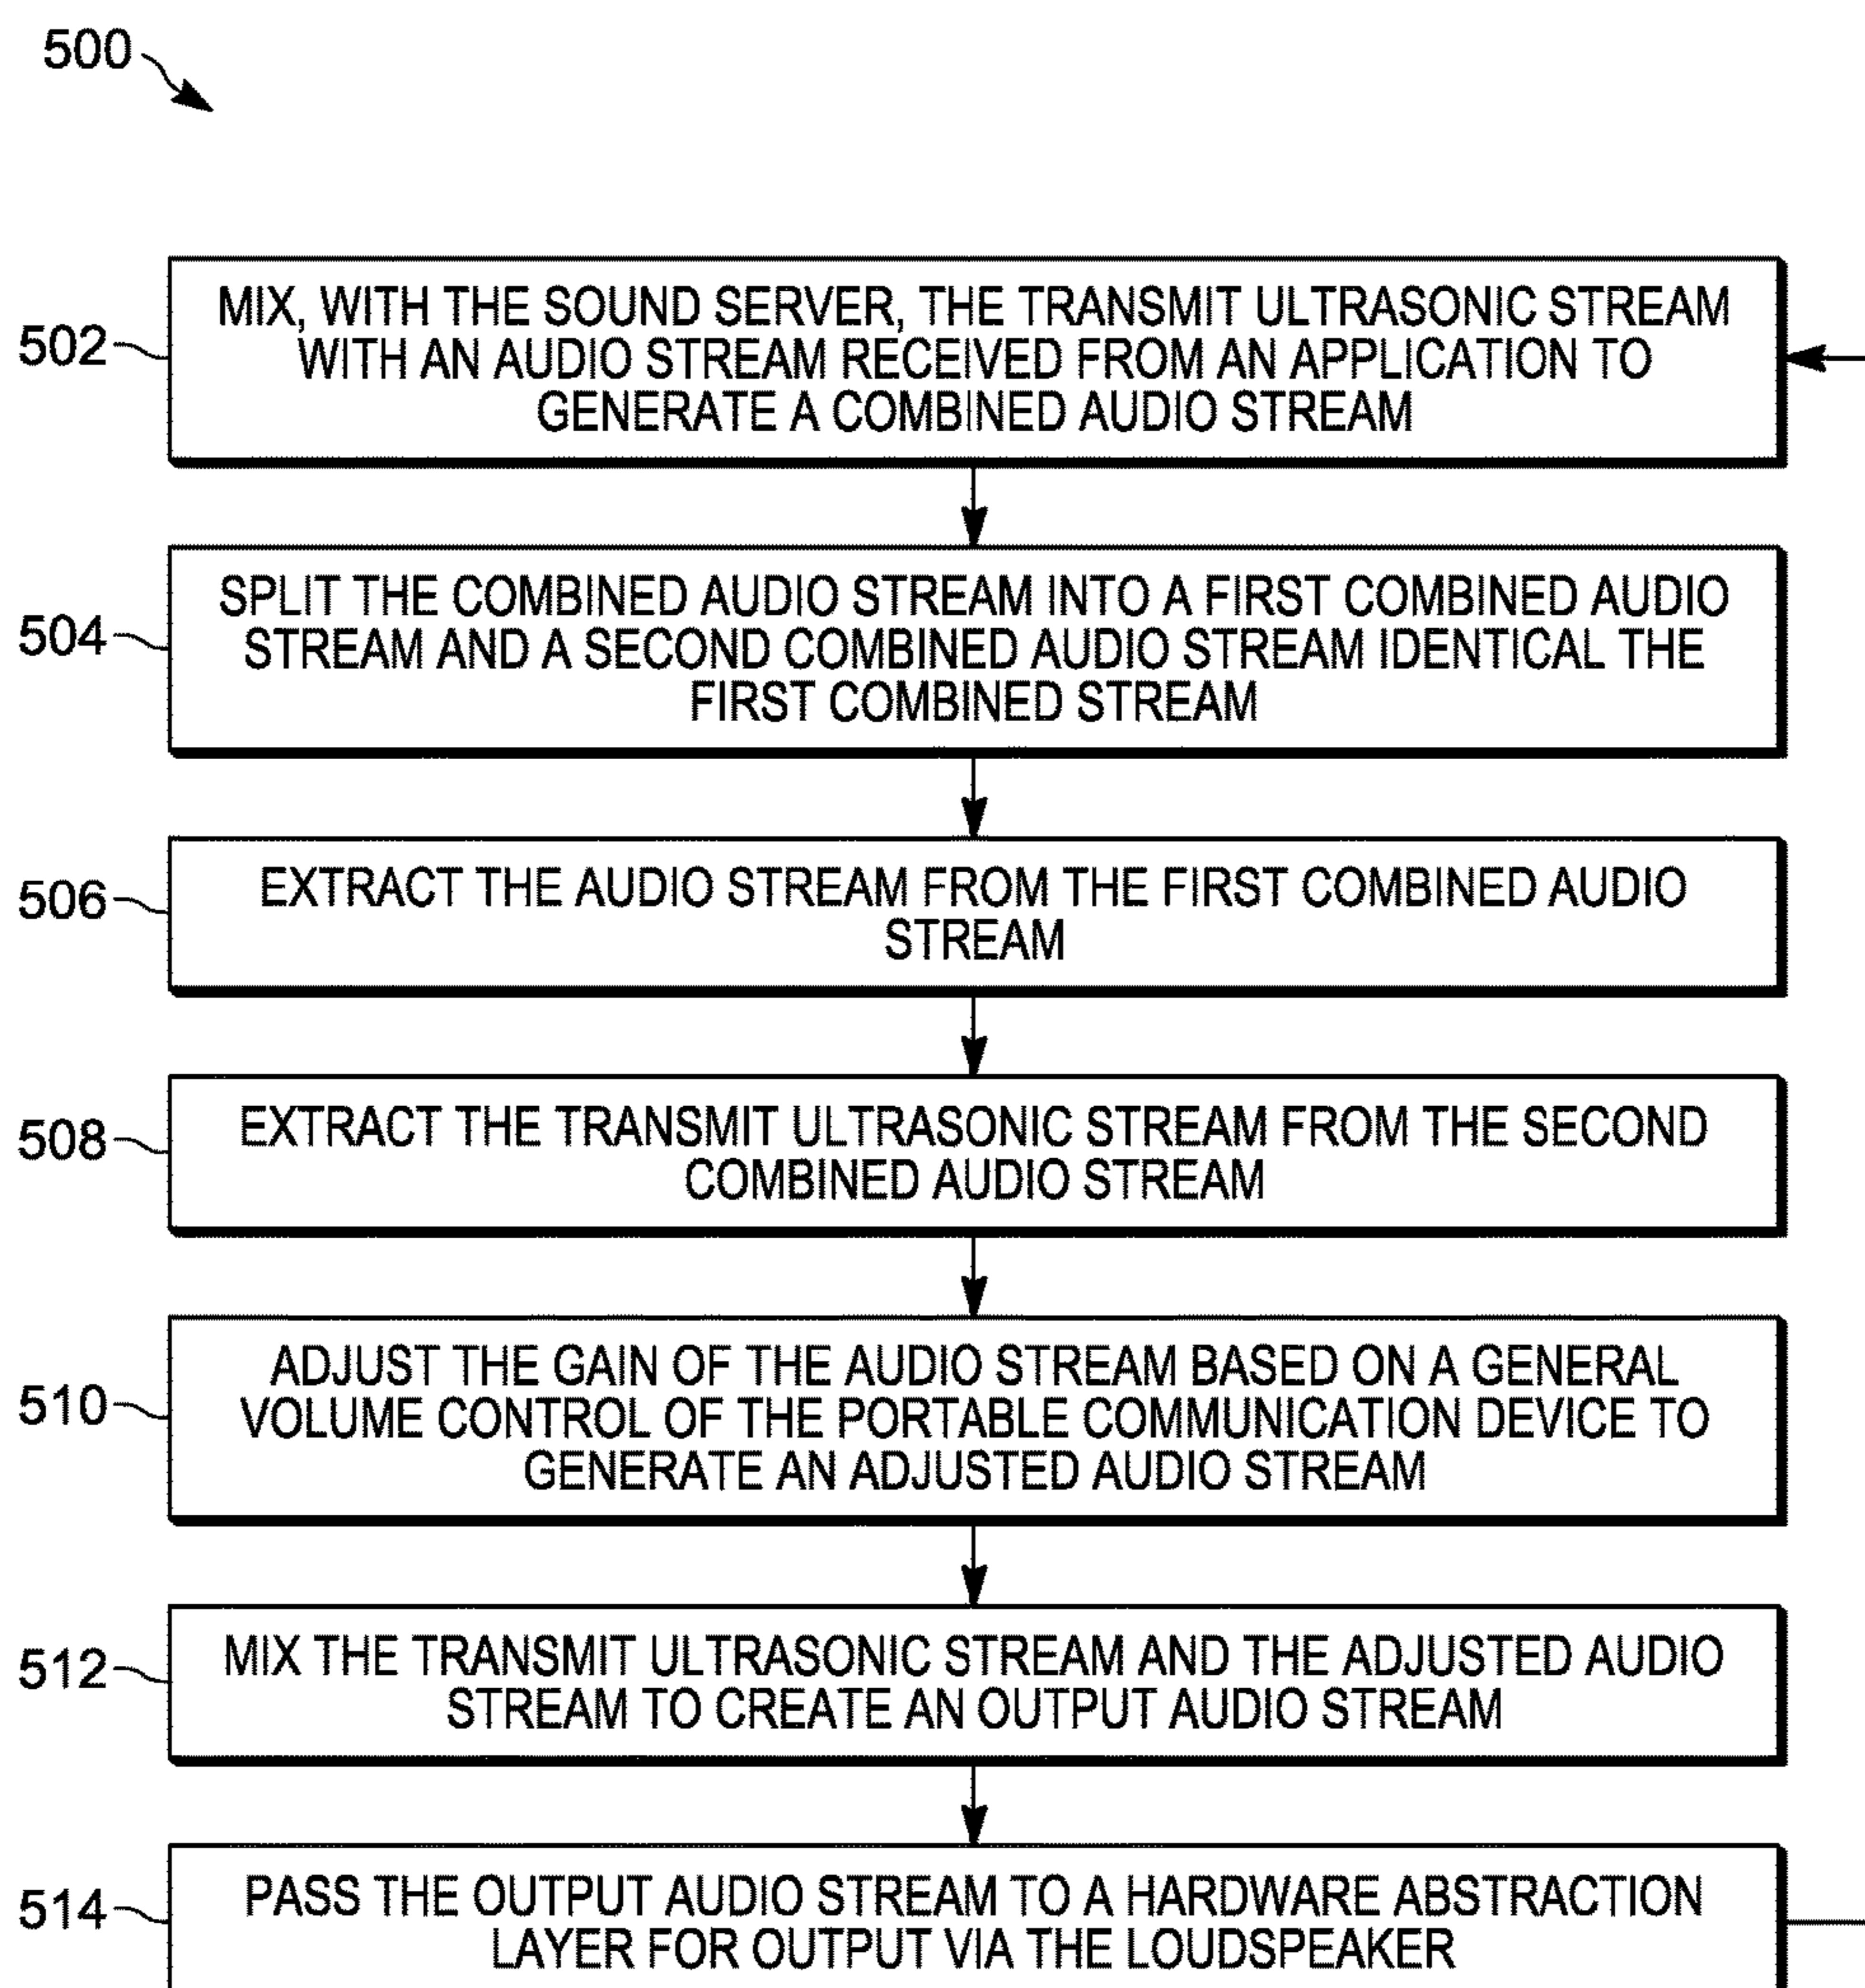 500
502
MIX, WITH THE SOUND SERVER, THE TRANSMIT ULTRASONIC STREAM
WITH AN AUDIO STREAM RECEIVED FROM AN APPLICATION TO
GENERATE A COMBINED AUDIO STREAM
504
SPLIT THE COMBINED AUDIO STREAM INTO A FIRST COMBINED AUDIO
STREAM AND A SECOND COMBINED AUDIO STREAM IDENTICAL THE
FIRST COMBINED STREAM
506
EXTRACT THE AUDIO STREAM FROM THE FIRST COMBINED AUDIO
STREAM
508
EXTRACT THE TRANSMIT ULTRASONIC STREAM FROM THE SECOND
COMBINED AUDIO STREAM
510
ADJUST THE GAIN OF THE AUDIO STREAM BASED ON A GENERAL
VOLUME CONTROL OF THE PORTABLE COMMUNICATION DEVICE TO
GENERATE AN ADJUSTED AUDIO STREAM
512
MIX THE TRANSMIT ULTRASONIC STREAM AND THE ADJUSTED AUDIO
STREAM TO CREATE AN OUTPUT AUDIO STREAM
514
PASS THE OUTPUT AUDIO STREAM TO A HARDWARE ABSTRACTION
LAYER FOR OUTPUT VIA THE LOUDSPEAKER